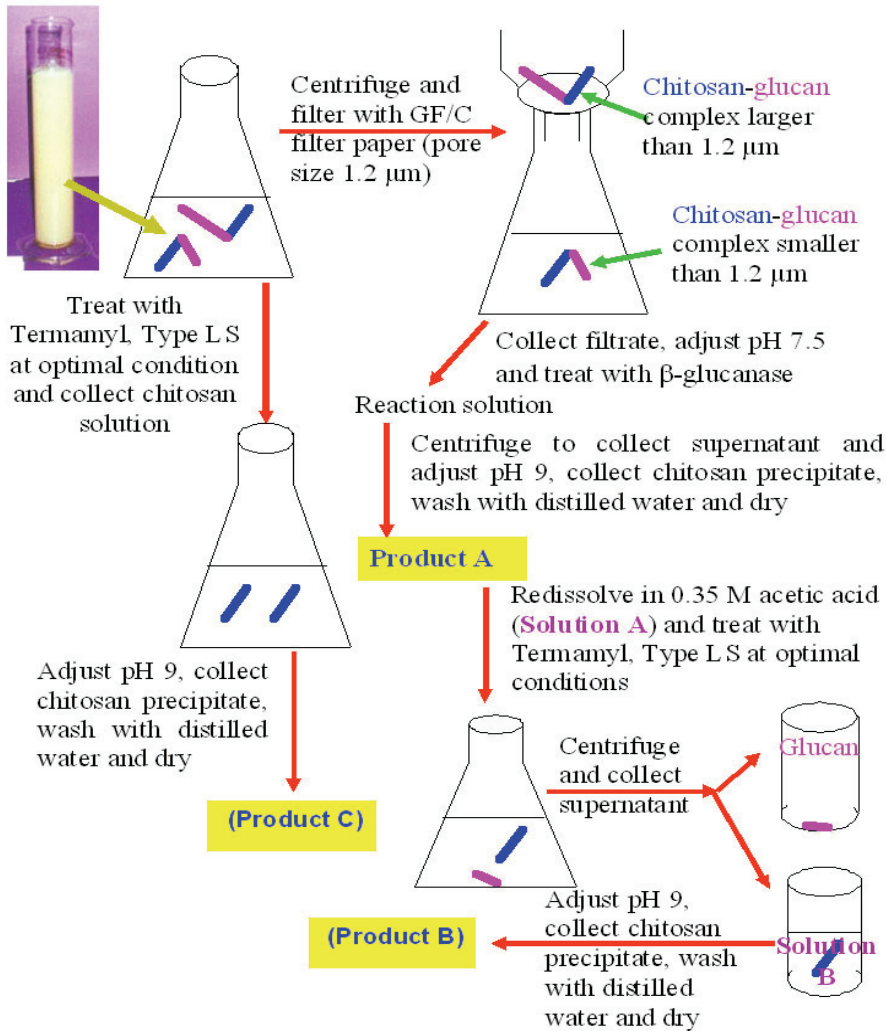 Centrifuge and
filter with GF/C
filter paper (pore
size 1.2 μm)
Chitosan-glucan
complex larger
than 1.2 μm
Chitosan-glucan
complex smaller
than 1.2 μm
Treat with
Termamyl, Type LS
at optimal condition
and collect chitosan
solution
Collect filtrate, adjust pH 7.5
and treat with β-glucanase
Reaction solution
Centrifuge to collect supernatant and
adjust pH 9, collect chitosan precipitate,
wash with distilled water and dry
Product A
Redissolve in 0.35 M acetic acid
(Solution A) and treat with
Termamyl, Type LS at optimal
conditions
Adjust pH 9, collect
chitosan precipitate,
wash with distilled
water and dry
(Product C)
Centrifuge
and collect
supernatant
Glucan
Solution
B
Adjust pH 9,
collect chitosan
precipitate, wash
with distilled
water and dry
(Product B)